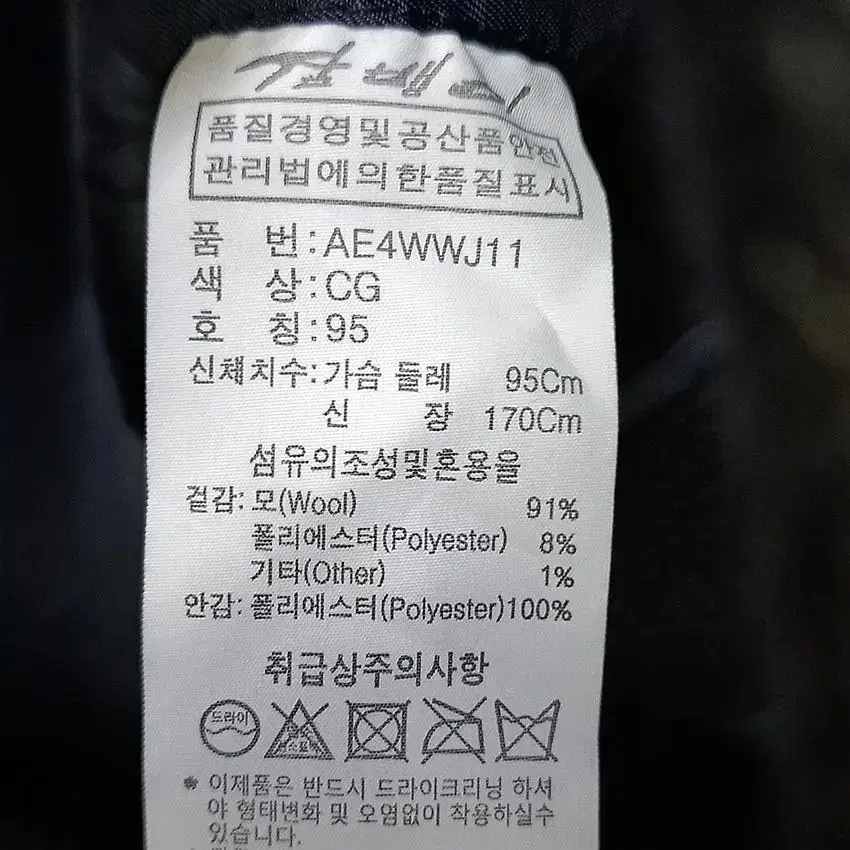 품질경영및공산품안전
관리법에의한품질표시
품 번:AE4WWJ11
색 상:CG
호 칭:95
신체치수:가슴 둘레 95Cm
신 장 170Cm
섬유의조성및혼용율
겉감: 모(Wool) 91%
폴리에스터(Polyester) 8%
기타(Other) 1%
안감: 폴리에스터(Polyester)100%
취급상주의사항
드라이
* 이제품은 반드시 드라이크리닝 하셔
야 형태변화 및 오염없이 착용하실수
있습니다.